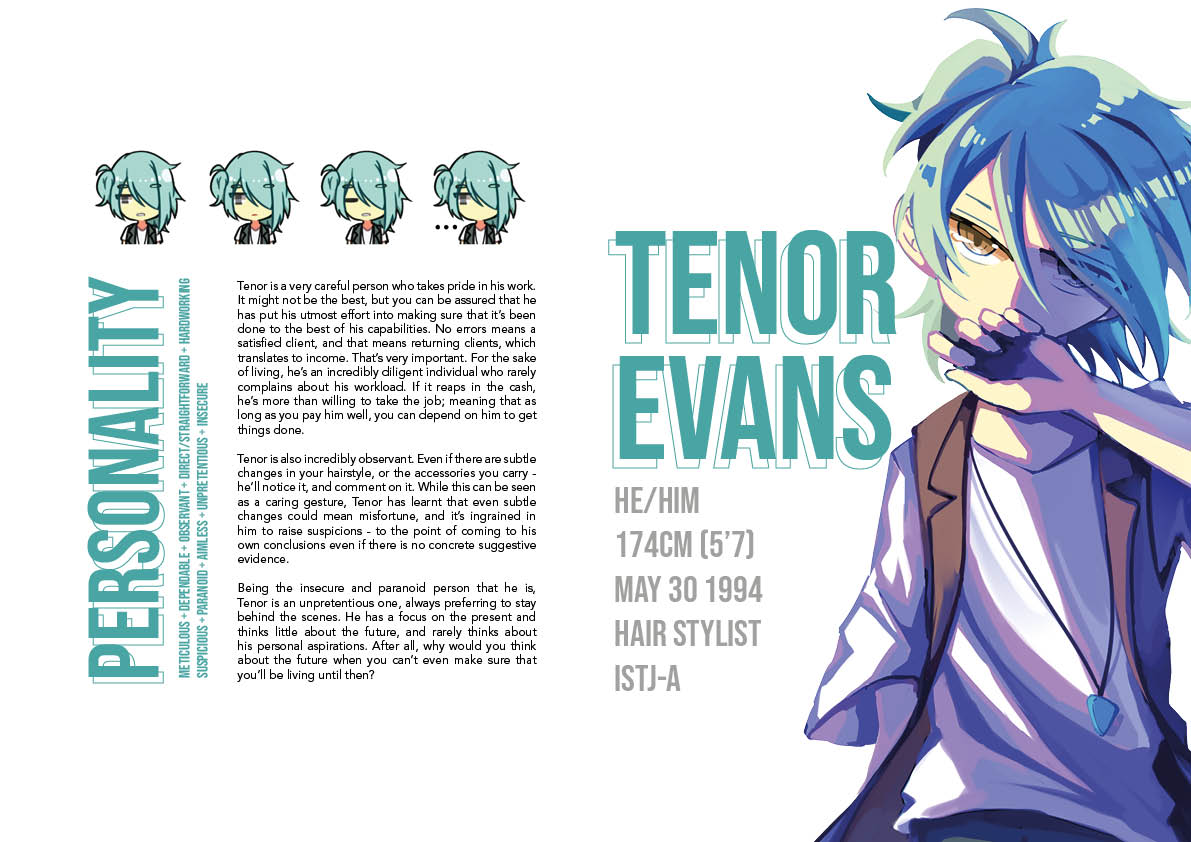 ...
PERSONALITY
METICULOUS + DEPENDABLE + OBSERVANT + DIRECT/STRAIGHTFORWARD + HARDWORKING
SUSPICIOUS + PARANOID + AIMLESS + UNPRETENTIOUS + INSECURE
Tenor is a very careful person who takes pride in his work.
It might not be the best, but you can be assured that he
has put his utmost effort into making sure that it's been
done to the best of his capabilities. No errors means a
satisfied client, and that means returning clients, which
translates to income. That's very important. For the sake
of living, he's an incredibly diligent individual who rarely
complains about his workload. If it reaps in the cash,
he's more than willing to take the job; meaning that as
long as you pay him well, you can depend on him to get
things done.
Tenor is also incredibly observant. Even if there are subtle
changes in your hairstyle, or the accessories you carry -
he'll notice it, and comment on it. While this can be seen
as a caring gesture, Tenor has learnt that even subtle
changes could mean misfortune, and it's ingrained in
him to raise suspicions - to the point of coming to his
own conclusions even if there is no concrete suggestive
evidence.
Being the insecure and paranoid person that he is,
Tenor is an unpretentious one, always preferring to stay
behind the scenes. He has a focus on the present and
thinks little about the future, and rarely thinks about
his personal aspirations. After all, why would you think
about the future when you can't even make sure that
you'll be living until then?
TENOR
EVANS
HE/HIM
174CM (5'7)
MAY 30 1994
HAIR STYLIST
ISTJ-A